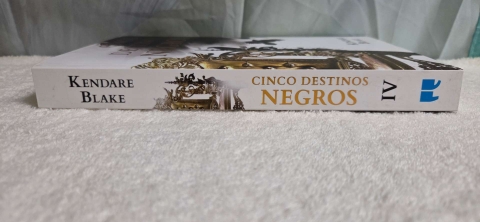 KENDARE
BLAKE
CINCO DESTINOS
NEGROS
IV